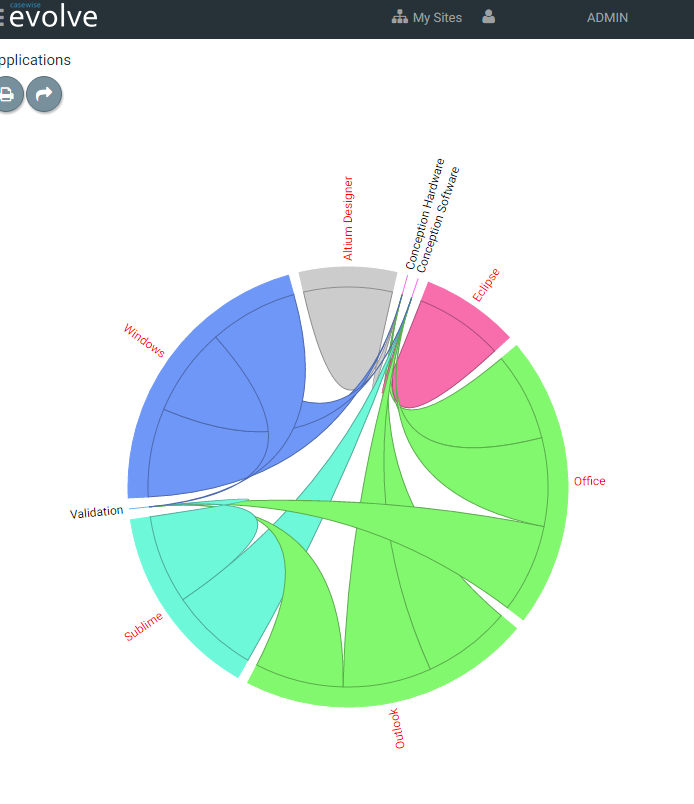 casewise
evolve
My Sites
ADMIN
pplications
Altium Designer
Conception Hardware
Conception Software
Eclipse
Windows
Office
Validation
Sublime
Outlook